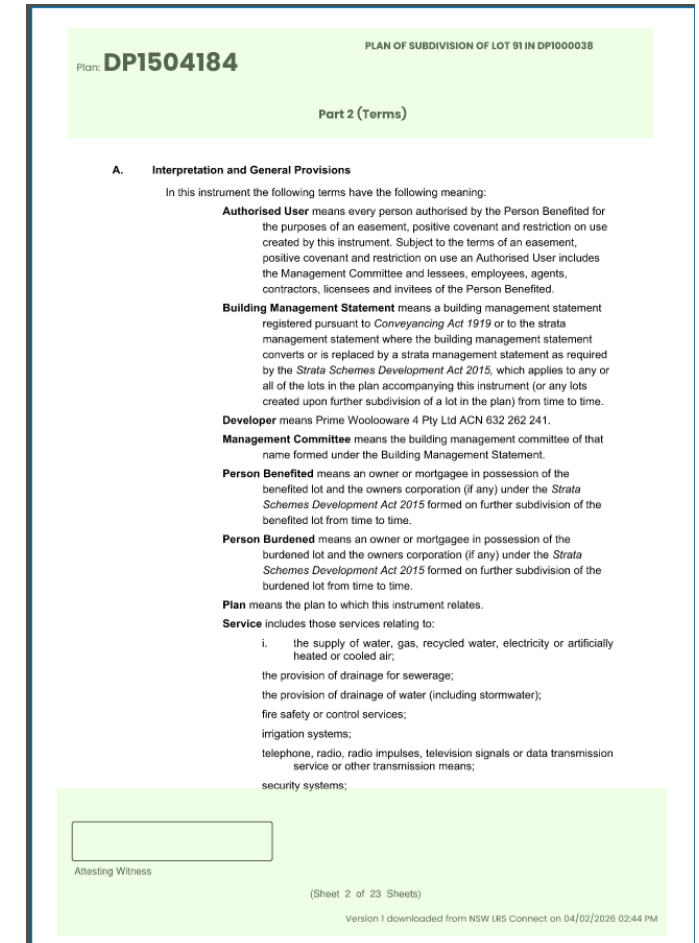 PLAN OF SUBDIVISION OF LOT 91 IN DP1000038
Plan: DP1504184
Part 2 (Terms)
A. Interpretation and General Provisions
In this instrument the following terms have the following meaning:
Authorised User means every person authorised by the Person Benefited for
the purposes of an easement, positive covenant and restriction on use
created by this instrument. Subject to the terms of an easement,
positive covenant and restriction on use an Authorised User includes
the Management Committee and lessees, employees, agents,
contractors, licensees and invitees of the Person Benefited.
Building Management Statement means a building management statement
registered pursuant to Conveyancing Act 1919 or to the strata
management statement where the building management statement
converts or is replaced by a strata management statement as required
by the Strata Schemes Development Act 2015, which applies to any or
all of the lots in the plan accompanying this instrument (or any lots
created upon further subdivision of a lot in the plan) from time to time.
Developer means Prime Woolooware 4 Pty Ltd ACN 632 262 241.
Management Committee means the building management committee of that
name formed under the Building Management Statement.
Person Benefited means an owner or mortgagee in possession of the
benefited lot and the owners corporation (if any) under the Strata
Schemes Development Act 2015 formed on further subdivision of the
benefited lot from time to time.
Person Burdened means an owner or mortgagee in possession of the
burdened lot and the owners corporation (if any) under the Strata
Schemes Development Act 2015 formed on further subdivision of the
burdened lot from time to time.
Plan means the plan to which this instrument relates.
Service includes those services relating to:
i. the supply of water, gas, recycled water, electricity or artificially
heated or cooled air;
the provision of drainage for sewerage;
the provision of drainage of water (including stormwater);
fire safety or control services;
irrigation systems;
telephone, radio, radio impulses, television signals or data transmission
service or other transmission means;
security systems;
Attesting Witness
(Sheet 2 of 23 Sheets)
Version 1 downloaded from NSW LRS Connect on 04/02/2026 02:44 PM